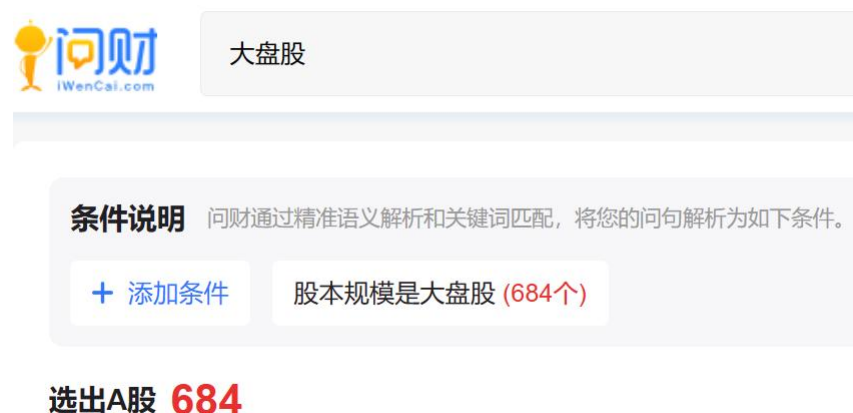 问财
iWenCai.com
大盘股
条件说明 问财通过精准语义解析和关键词匹配，将您的问句解析为如下条件。
+ 添加条件 股本规模是大盘股 (684个)
选出A股 684